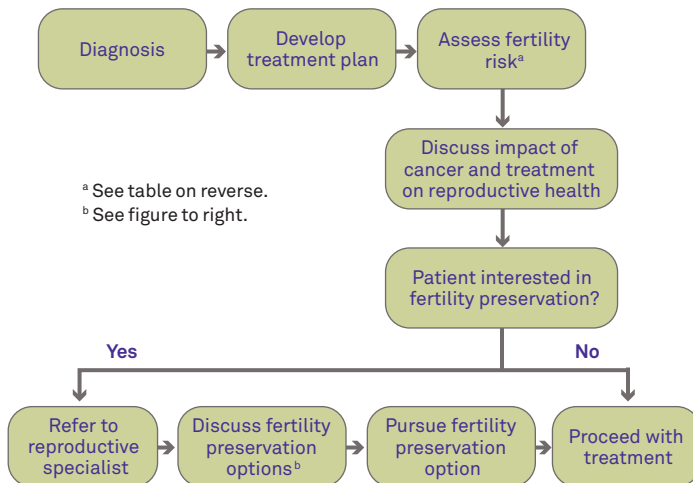 Diagnosis
Develop
treatment plan
Assess fertility
riskᵃ
Discuss impact of
cancer and treatment
on reproductive health
ᵃ See table on reverse.
ᵇ See figure to right.
Patient interested in
fertility preservation?
Yes
No
Refer to
reproductive
specialist
Discuss fertility
preservation
optionsᵇ
Pursue fertility
preservation
option
Proceed with
treatment